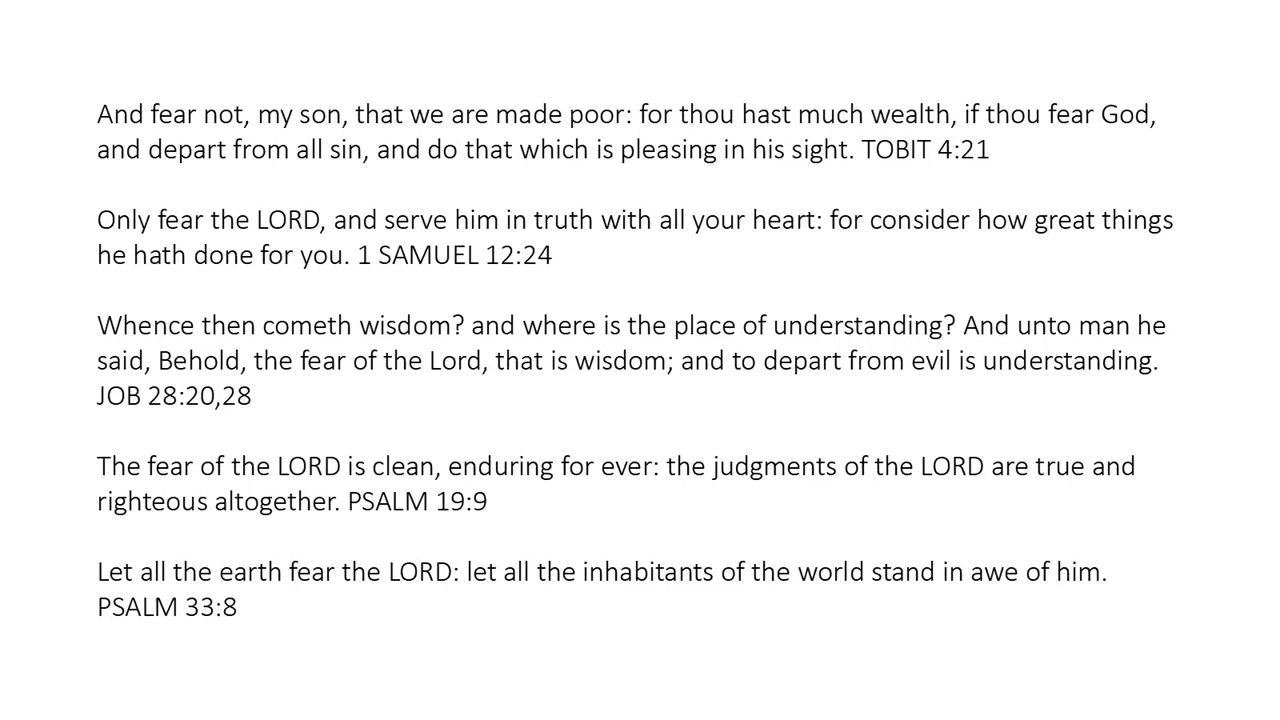 And fear not, my son, that we are made poor: for thou hast much wealth, if thou fear God,
and depart from all sin, and do that which is pleasing in his sight. TOBIT 4:21
Only fear the LORD, and serve him in truth with all your heart: for consider how great things
he hath done for you. 1 SAMUEL 12:24
Whence then cometh wisdom? and where is the place of understanding? And unto man he
said, Behold, the fear of the Lord, that is wisdom; and to depart from evil is understanding.
JOB 28:20,28
The fear of the LORD is clean, enduring for ever: the judgments of the LORD are true and
righteous altogether. PSALM 19:9
Let all the earth fear the LORD: let all the inhabitants of the world stand in awe of him.
PSALM 33:8